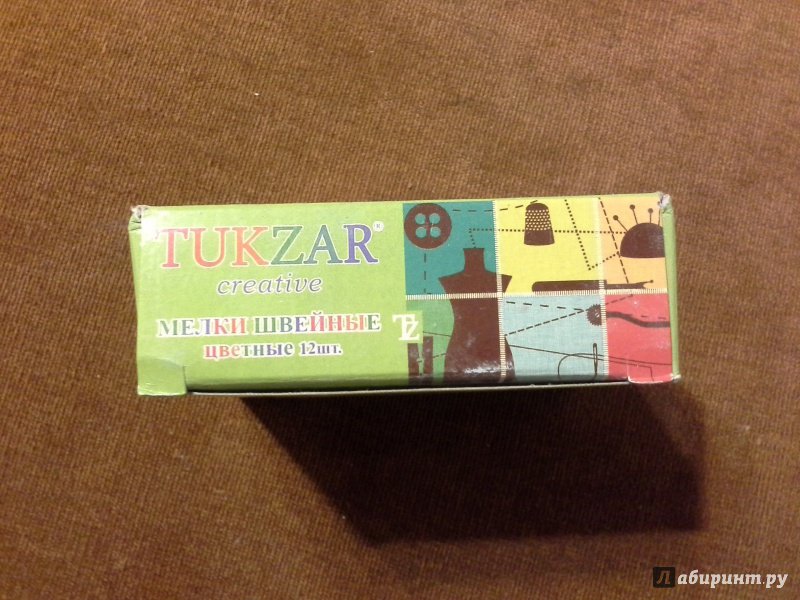 TUKZAR®
creative
МЕЛКИ ШВЕЙНЫЕ
цветные 12шт.
TZ
Лабиринт.ру